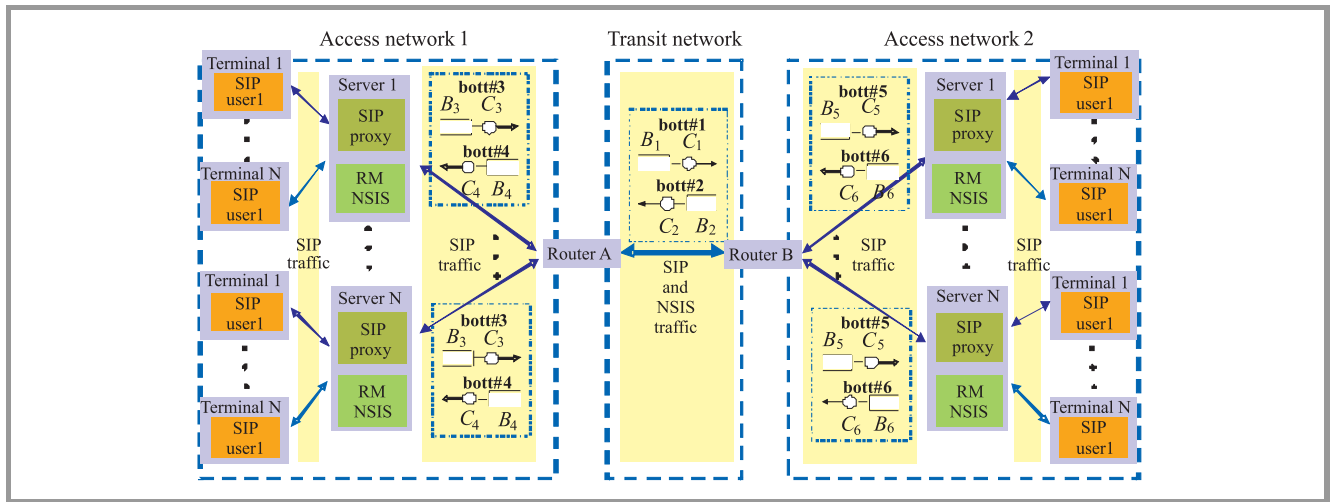 Access network 1
Transit network
Access network 2
Terminal 1
SIP
user1
Terminal N
SIP
user1
SIP
traffic
Terminal 1
SIP
user1
Terminal N
SIP
user1
Server 1
SIP
proxy
RM
NSIS
Server N
SIP
proxy
RM
NSIS
bott#3
B3 C3
bott#4
C4 B4
SIP
traffic
bott#3
B3 C3
bott#4
C4 B4
Router A
bott#1
B1 C1
bott#2
C2 B2
SIP
and
NSIS
traffic
Router B
bott#5
B5 C5
bott#6
C6 B6
SIP
traffic
bott#5
B5 C5
bott#6
C6 B6
Server 1
SIP
proxy
RM
NSIS
Server N
SIP
proxy
RM
NSIS
SIP
traffic
Terminal 1
SIP
user1
Terminal N
SIP
user1
Terminal 1
SIP
user1
Terminal N
SIP
user1